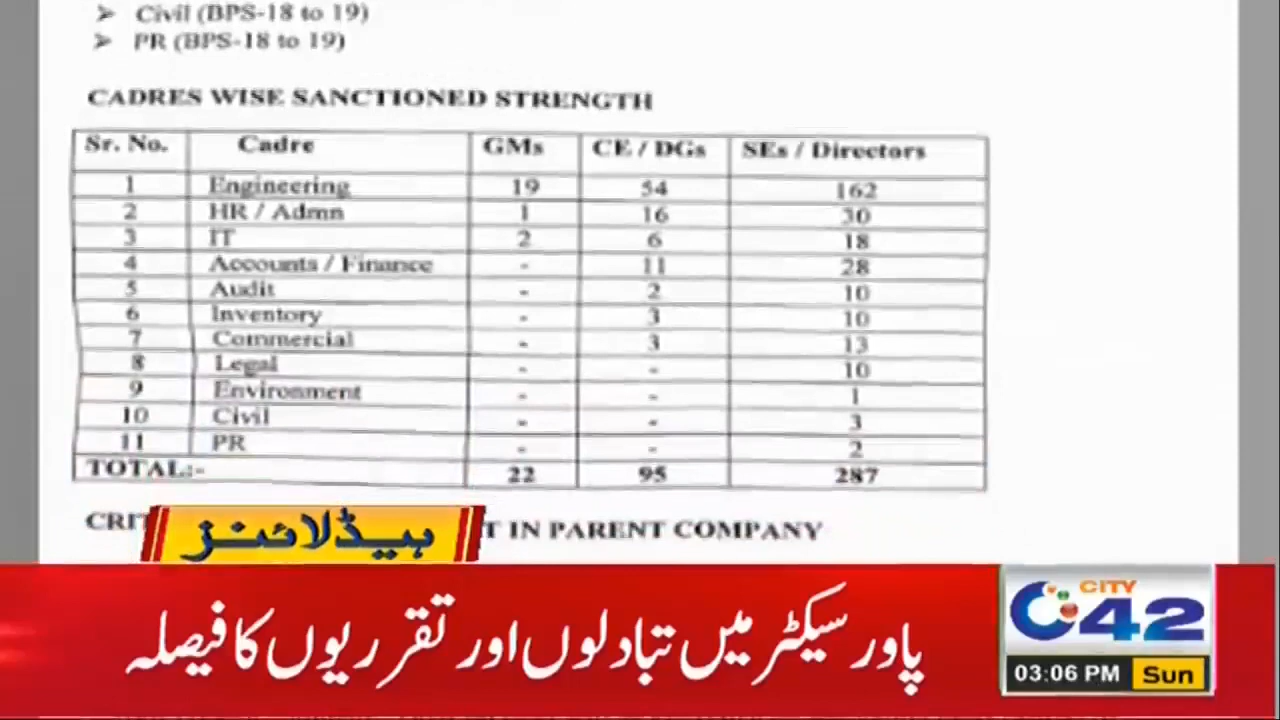 ➢ Civil (BPS-18 to 19)
➢ PR (BPS-18 to 19)
CADRES WISE SANCTIONED STRENGTH
Sr. No. Cadre GMs CE / DGs SEs / Directors
1 Engineering 19 54 162
2 HR / Admn 1 16 30
3 IT 2 6 18
4 Accounts / Finance - 11 28
5 Audit - 2 10
6 Inventory - 3 10
7 Commercial - 3 13
8 Legal - - 10
9 Environment - - 1
10 Civil - - 3
11 PR - - 2
TOTAL:- 22 95 287
T IN PARENT COMPANY
ہیڈلائنز
پاور سیکٹر میں تبادلوں اور تقرریوں کا فیصلہ
CITY
42
03:06 PM Sun